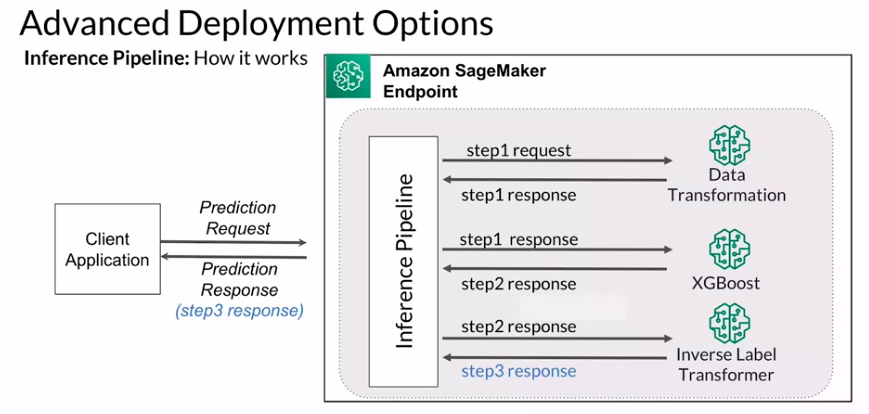 Advanced Deployment Options
Inference Pipeline: How it works
Amazon SageMaker
Endpoint
Client
Application
Prediction
Request
Prediction
Response
(step3 response)
Inference Pipeline
step1 request
step1 response
Data
Transformation
step1 response
step2 response
XGBoost
step2 response
step3 response
Inverse Label
Transformer